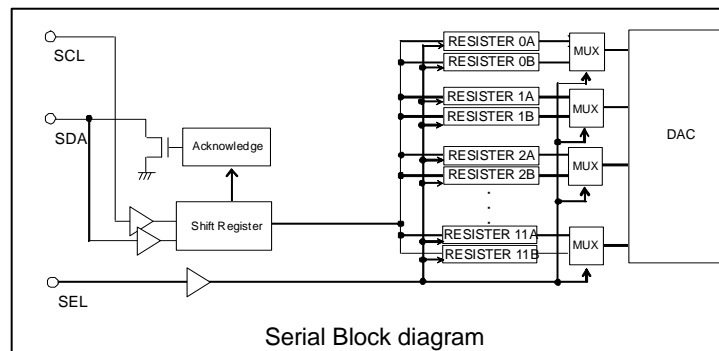 SCL
SDA
SEL
Acknowledge
Shift Register
RESISTER 0A
RESISTER 0B
MUX
RESISTER 1A
RESISTER 1B
MUX
RESISTER 2A
RESISTER 2B
MUX
RESISTER 11A
RESISTER 11B
MUX
DAC
Serial Block diagram